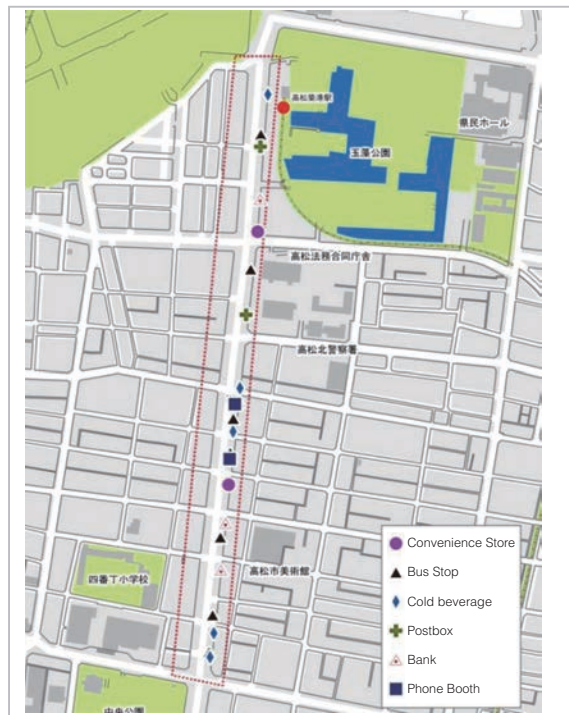 高松築港駅
県民ホール
玉藻公園
高松法務合同庁舎
高松北警察署
高松市美術館
四番丁小学校
中央公園
Convenience Store
Bus Stop
Cold beverage
Postbox
Bank
Phone Booth